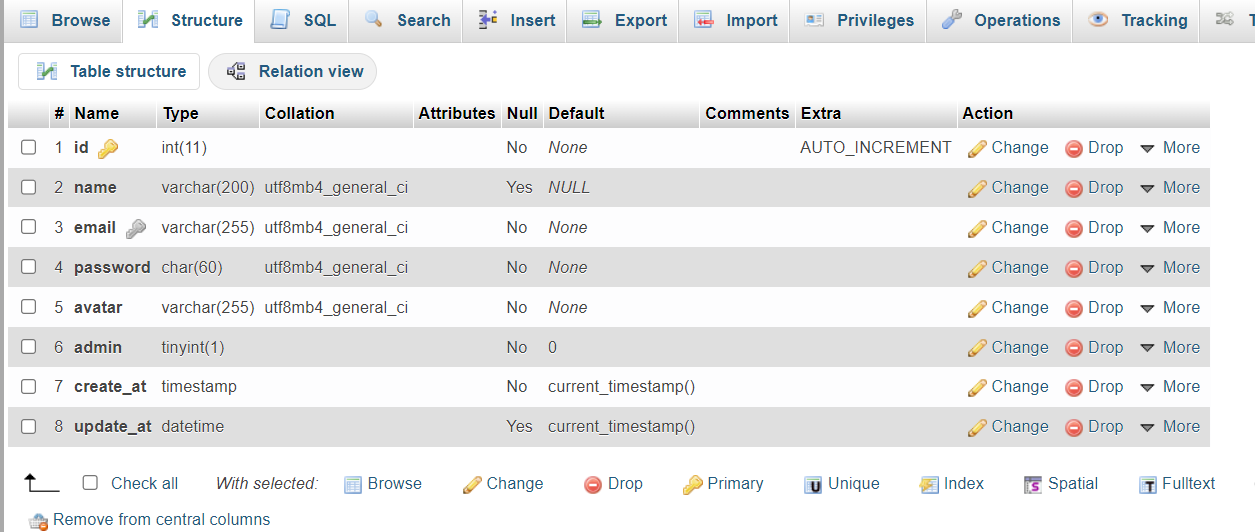 Browse Structure SQL Search Insert Export Import Privileges Operations Tracking T
Table structure Relation view
# Name Type Collation Attributes Null Default Comments Extra Action
1 id int(11) No None AUTO_INCREMENT Change Drop More
2 name varchar(200) utf8mb4_general_ci Yes NULL Change Drop More
3 email varchar(255) utf8mb4_general_ci No None Change Drop More
4 password char(60) utf8mb4_general_ci No None Change Drop More
5 avatar varchar(255) utf8mb4_general_ci No None Change Drop More
6 admin tinyint(1) No 0 Change Drop More
7 create_at timestamp No current_timestamp() Change Drop More
8 update_at datetime Yes current_timestamp() Change Drop More
Check all With selected: Browse Change Drop Primary Unique Index Spatial Fulltext
Remove from central columns